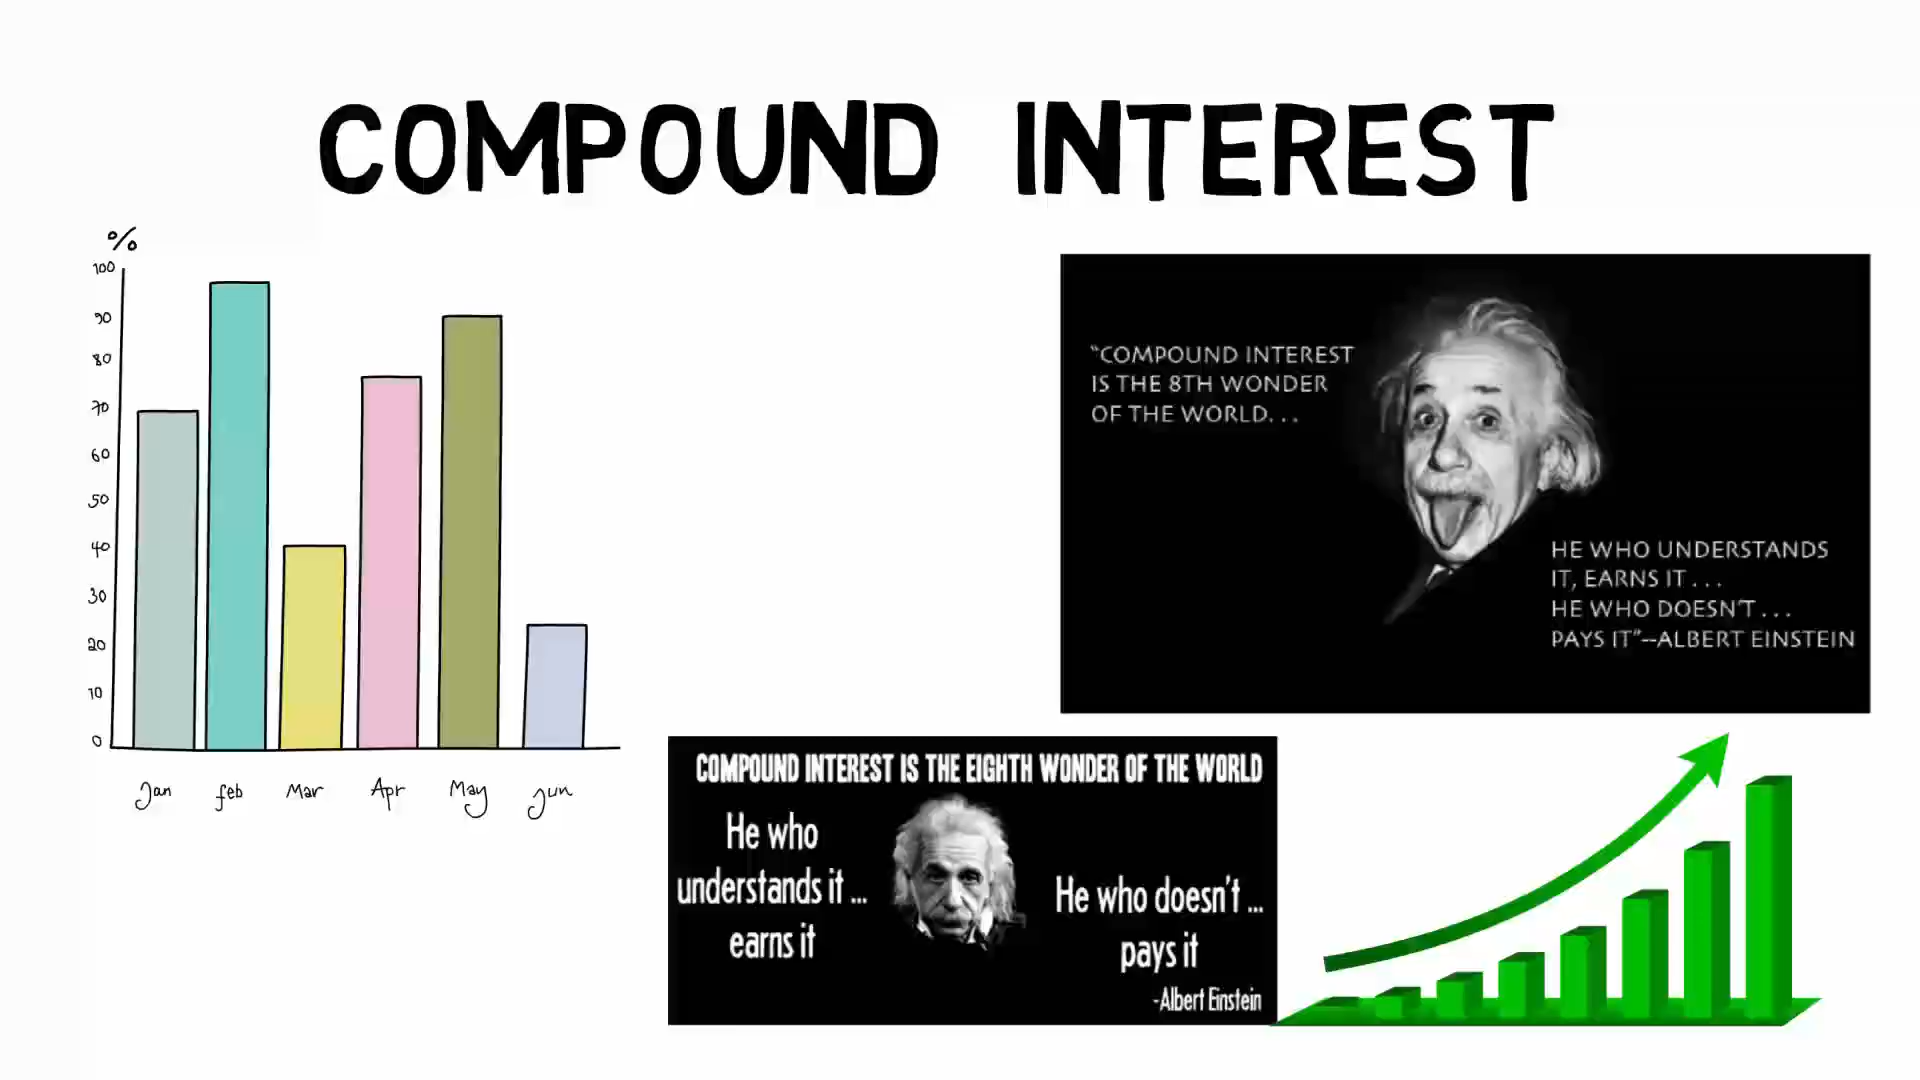 COMPOUND INTEREST
%
100
90
80
70
60
50
40
30
20
10
0
Jan feb Mar Apr May Jun
"COMPOUND INTEREST
IS THE 8TH WONDER
OF THE WORLD...
HE WHO UNDERSTANDS
IT, EARNS IT...
HE WHO DOESN'T...
PAYS IT"--ALBERT EINSTEIN
COMPOUND INTEREST IS THE EIGHTH WONDER OF THE WORLD
He who
understands it ...
earns it
He who doesn't ...
pays it
-Albert Einstein